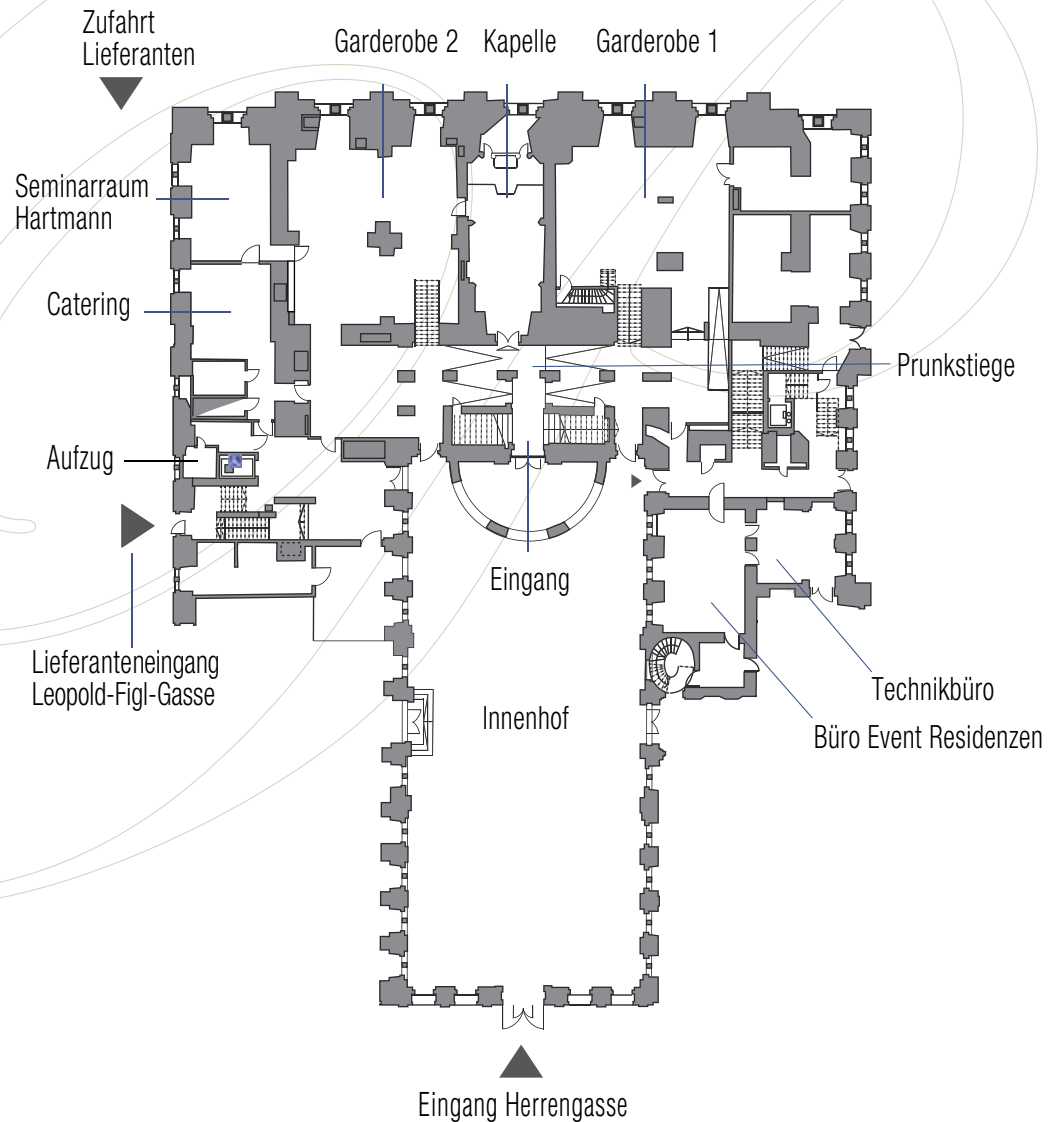 Zufahrt
Lieferanten
Garderobe 2
Kapelle
Garderobe 1
Seminarraum
Hartmann
Catering
Prunkstiege
Aufzug
Eingang
Lieferanteneingang
Leopold-Figl-Gasse
Technikbüro
Innenhof
Büro Event Residenzen
Eingang Herrengasse